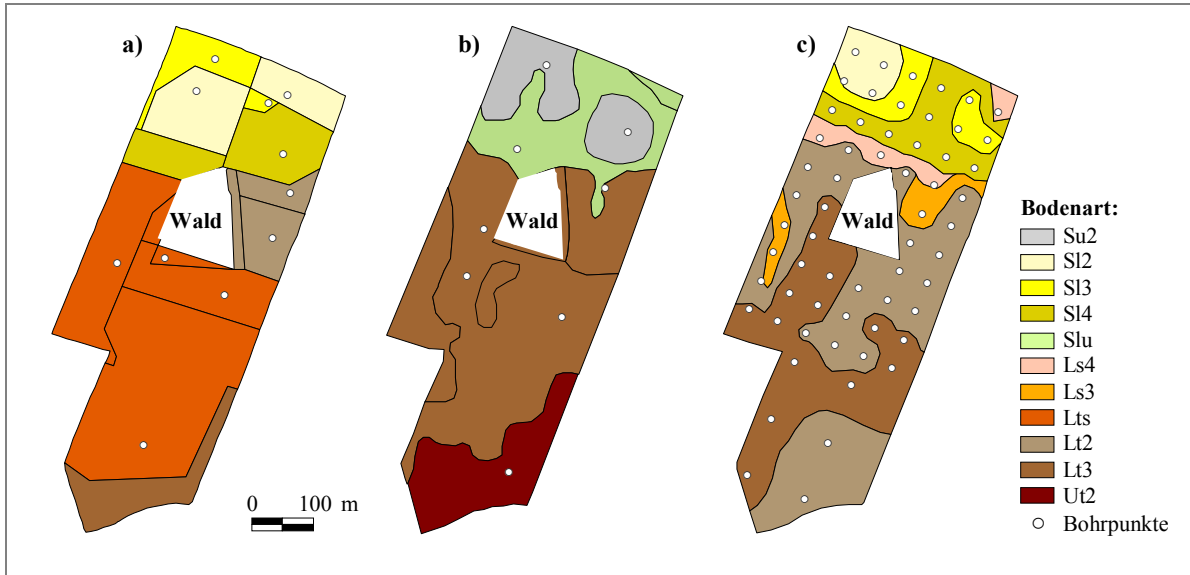 a)
b)
c)
Wald
Wald
Wald
Bodenart:
Su2
Sl2
Sl3
Sl4
Slu
Ls4
Ls3
Lts
Lt2
Lt3
Ut2
Bohrpunkte
0 100 m